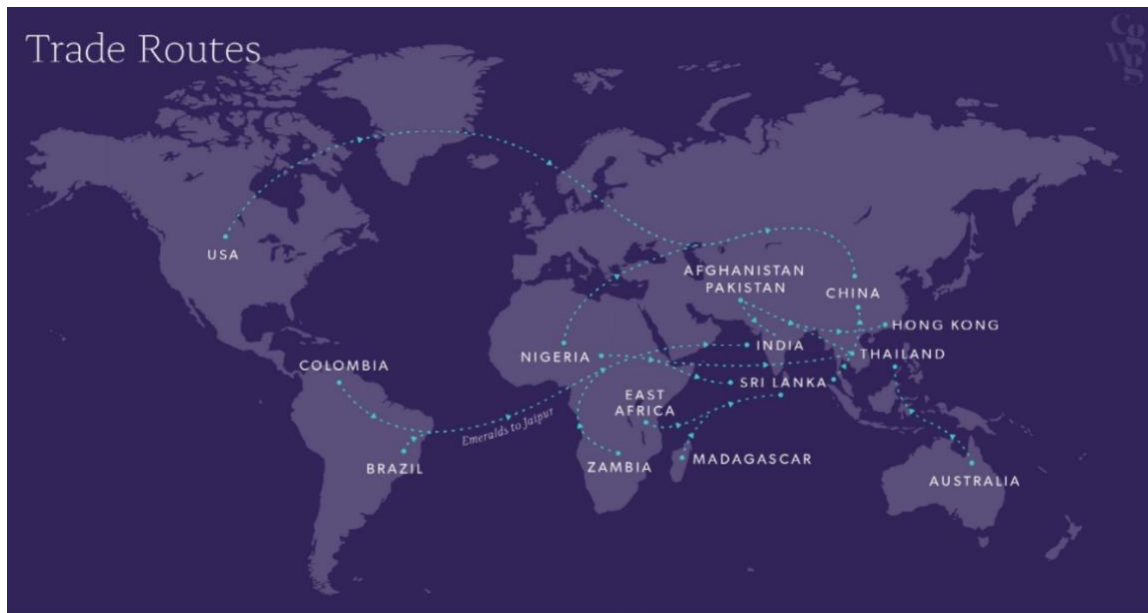 Trade Routes
USA
AFGHANISTAN
PAKISTAN
CHINA
HONG KONG
NIGERIA
INDIA
THAILAND
COLOMBIA
SRI LANKA
EAST
AFRICA
Emeralds to Jaipur
BRAZIL
ZAMBIA
MADAGASCAR
AUSTRALIA